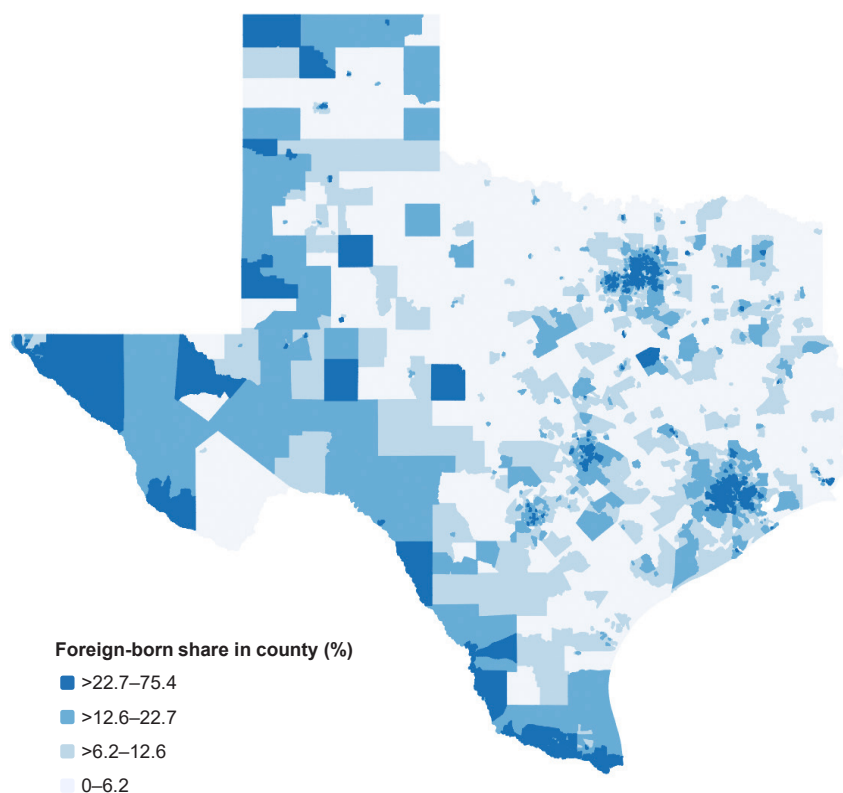 Foreign-born share in county (%)
>22.7–75.4
>12.6–22.7
>6.2–12.6
0–6.2